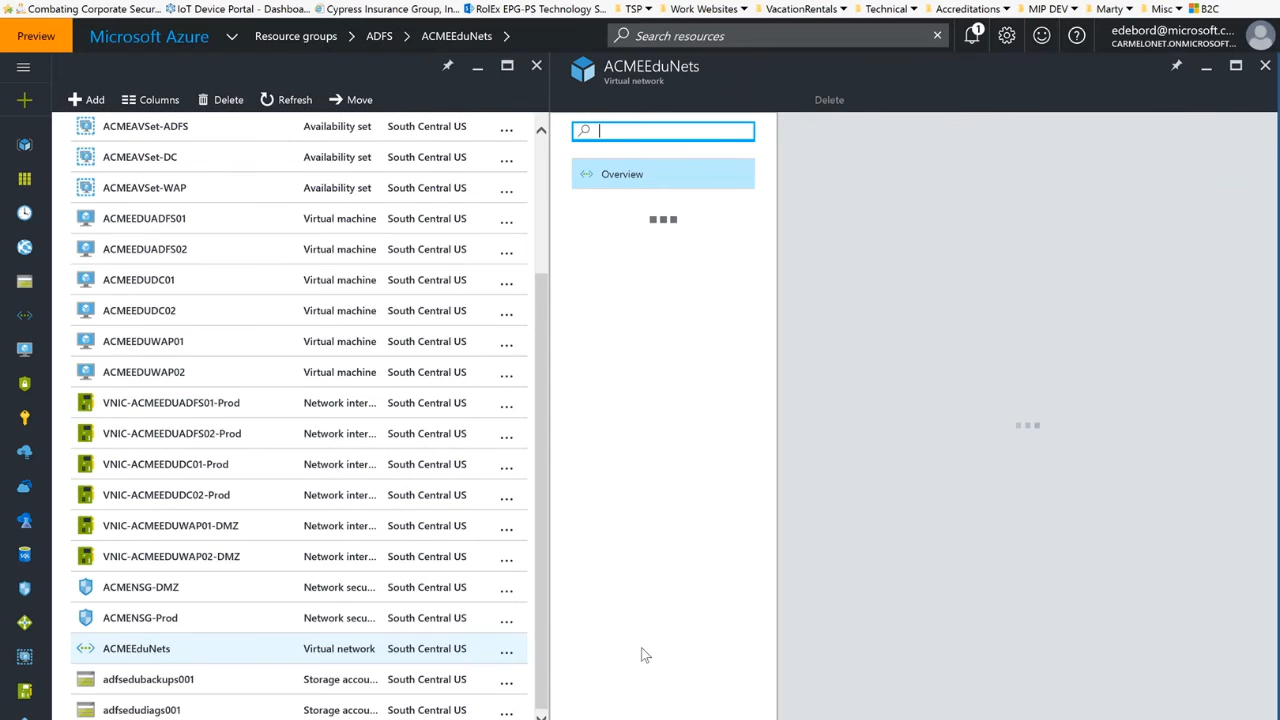 Combating Corporate Secur... IoT Device Portal - Dashboa... Cypress Insurance Group, In... RolEx EPG-PS Technology S... TSP Work Websites VacationRentals Technical Accreditations MIP DEV Marty Misc B2C
Preview Microsoft Azure Resource groups ADFS ACMEEduNets Search resources 1 edebord@microsoft.c...
CARMELONET.ONMICROSOFT...
ACMEEduNets
Virtual network
Add Columns Delete Refresh Move Delete
ACMEAVSet-ADFS Availability set South Central US ...
ACMEAVSet-DC Availability set South Central US ...
ACMEAVSet-WAP Availability set South Central US ...
ACMEEDUADFS01 Virtual machine South Central US ...
ACMEEDUADFS02 Virtual machine South Central US ...
ACMEEDUDC01 Virtual machine South Central US ...
ACMEEDUDC02 Virtual machine South Central US ...
ACMEEDUWAP01 Virtual machine South Central US ...
ACMEEDUWAP02 Virtual machine South Central US ...
VNIC-ACMEEDUADFS01-Prod Network inter... South Central US ...
VNIC-ACMEEDUADFS02-Prod Network inter... South Central US ...
VNIC-ACMEEDUDC01-Prod Network inter... South Central US ...
VNIC-ACMEEDUDC02-Prod Network inter... South Central US ...
VNIC-ACMEEDUWAP01-DMZ Network inter... South Central US ...
VNIC-ACMEEDUWAP02-DMZ Network inter... South Central US ...
ACMENSG-DMZ Network secu... South Central US ...
ACMENSG-Prod Network secu... South Central US ...
ACMEEduNets Virtual network South Central US ...
adfsedubackups001 Storage accou... South Central US ...
adfsedudiags001 Storage accou... South Central US ...
Overview